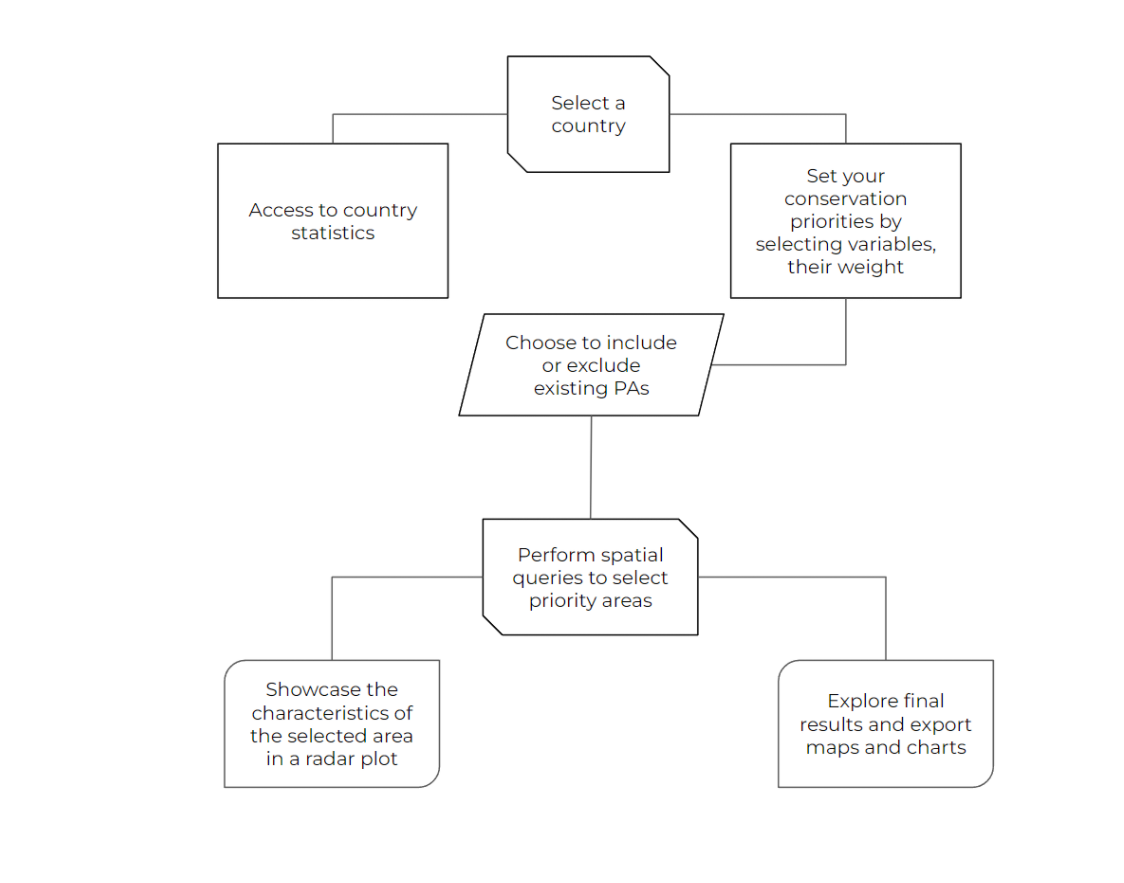 Select a
country
Access to country
statistics
Set your
conservation
priorities by
selecting variables,
their weight
Choose to include
or exclude
existing PAs
Perform spatial
queries to select
priority areas
Showcase the
characteristics of
the selected area
in a radar plot
Explore final
results and export
maps and charts